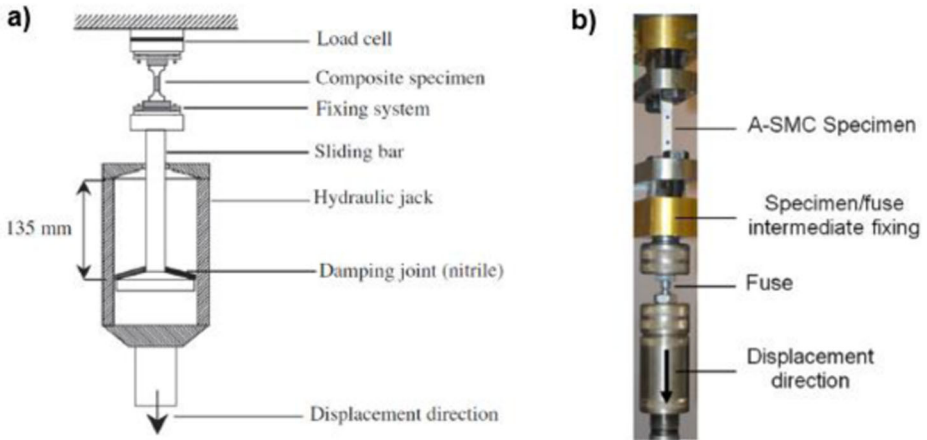 a)
Load cell
Composite specimen
Fixing system
Sliding bar
Hydraulic jack
135 mm
Damping joint (nitrile)
Displacement direction
b)
A-SMC Specimen
Specimen/fuse
intermediate fixing
Fuse
Displacement
direction